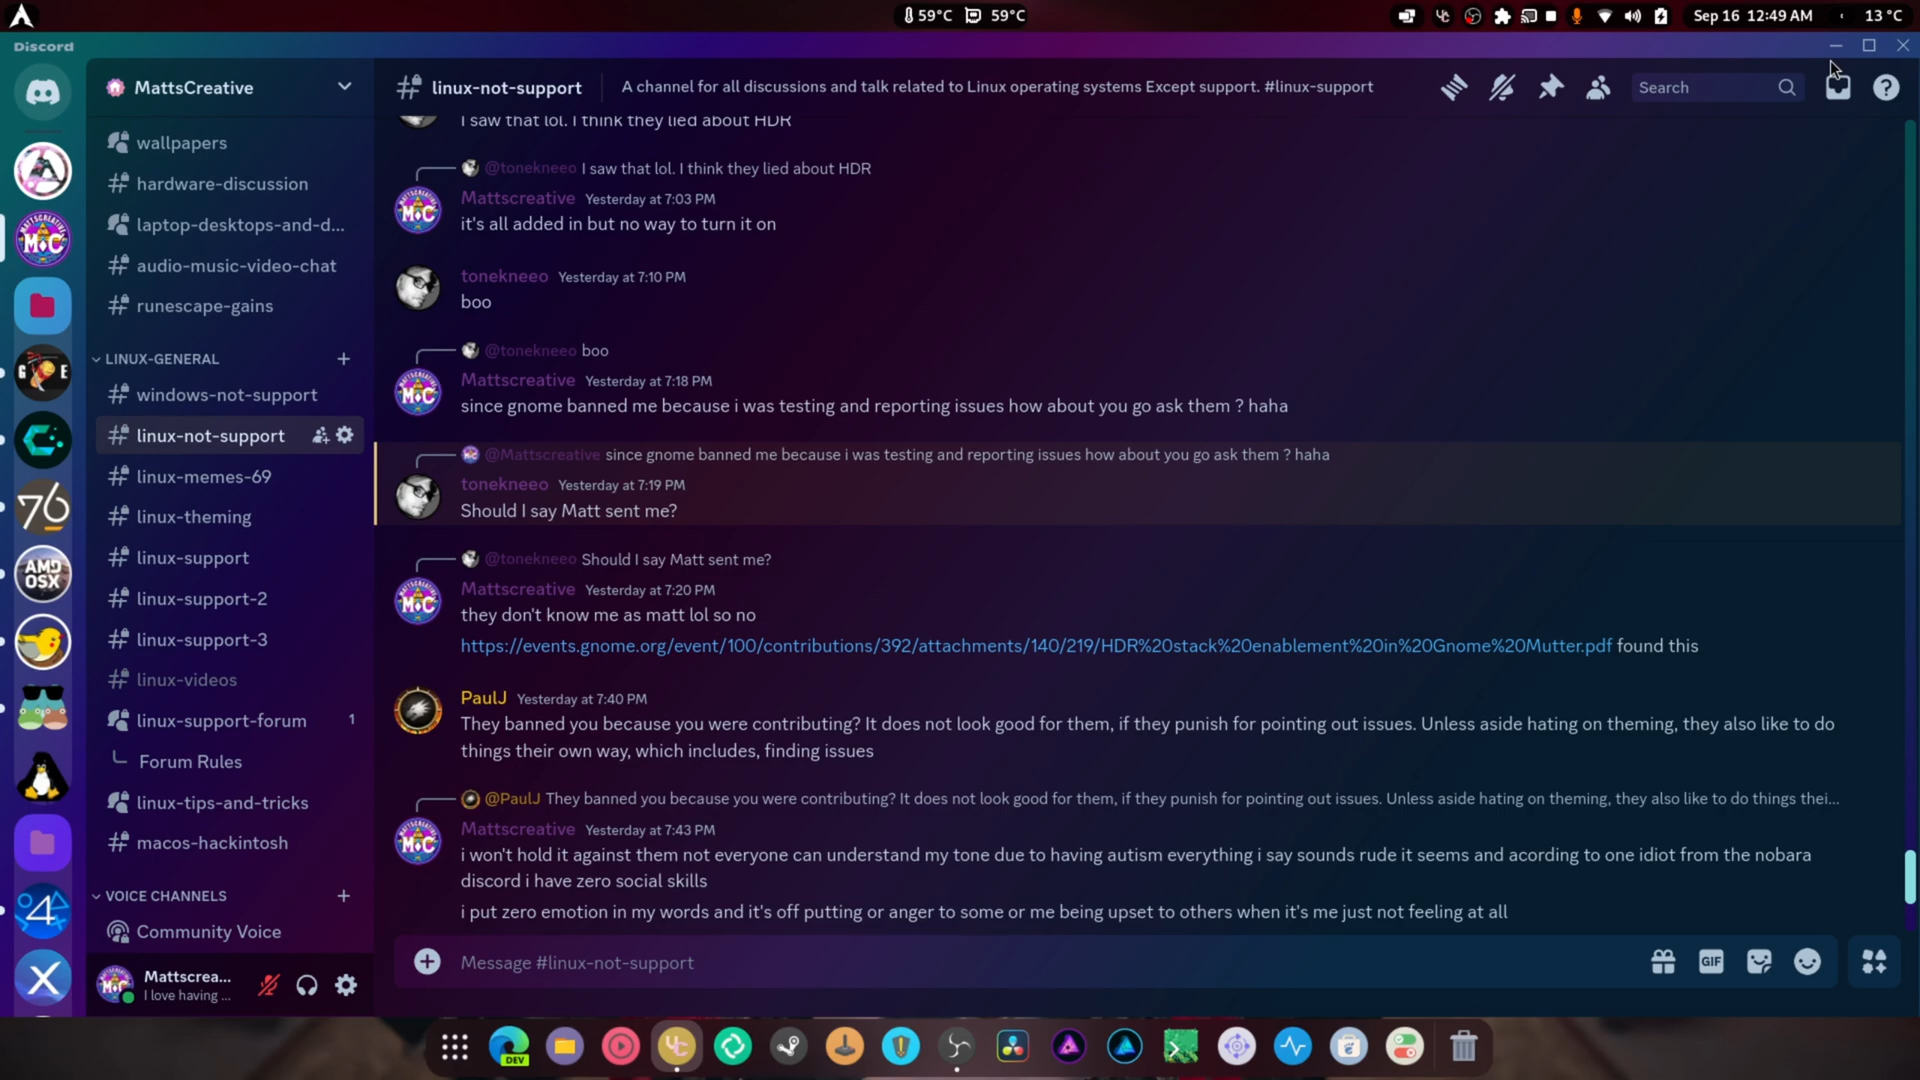 59°C 59°C
Sep 16 12:49 AM
13 °C
Discord
MattsCreative
wallpapers
hardware-discussion
laptop-desktops-and-d...
audio-music-video-chat
runescape-gains
LINUX-GENERAL
windows-not-support
linux-not-support
linux-memes-69
linux-theming
linux-support
linux-support-2
linux-support-3
linux-videos
linux-support-forum 1
Forum Rules
linux-tips-and-tricks
macos-hackintosh
VOICE CHANNELS
Community Voice
Mattscrea...
I love having ...
G E
76
AMD
OSX
linux-not-support A channel for all discussions and talk related to Linux operating systems Except support. #linux-support
Search
I saw that lol. I think they lied about HDR
@tonekneeo I saw that lol. I think they lied about HDR
Mattscreative Yesterday at 7:03 PM
it's all added in but no way to turn it on
tonekneeo Yesterday at 7:10 PM
boo
@tonekneeo boo
Mattscreative Yesterday at 7:18 PM
since gnome banned me because i was testing and reporting issues how about you go ask them ? haha
@Mattscreative since gnome banned me because i was testing and reporting issues how about you go ask them ? haha
tonekneeo Yesterday at 7:19 PM
Should I say Matt sent me?
@tonekneeo Should I say Matt sent me?
Mattscreative Yesterday at 7:20 PM
they don't know me as matt lol so no
https://events.gnome.org/event/100/contributions/392/attachments/140/219/HDR%20stack%20enablement%20in%20Gnome%20Mutter.pdf found this
PaulJ Yesterday at 7:40 PM
They banned you because you were contributing? It does not look good for them, if they punish for pointing out issues. Unless aside hating on theming, they also like to do
things their own way, which includes, finding issues
@PaulJ They banned you because you were contributing? It does not look good for them, if they punish for pointing out issues. Unless aside hating on theming, they also like to do things thei...
Mattscreative Yesterday at 7:43 PM
i won't hold it against them not everyone can understand my tone due to having autism everything i say sounds rude it seems and acording to one idiot from the nobara
discord i have zero social skills
i put zero emotion in my words and it's off putting or anger to some or me being upset to others when it's me just not feeling at all
Message #linux-not-support
GIF
DEV